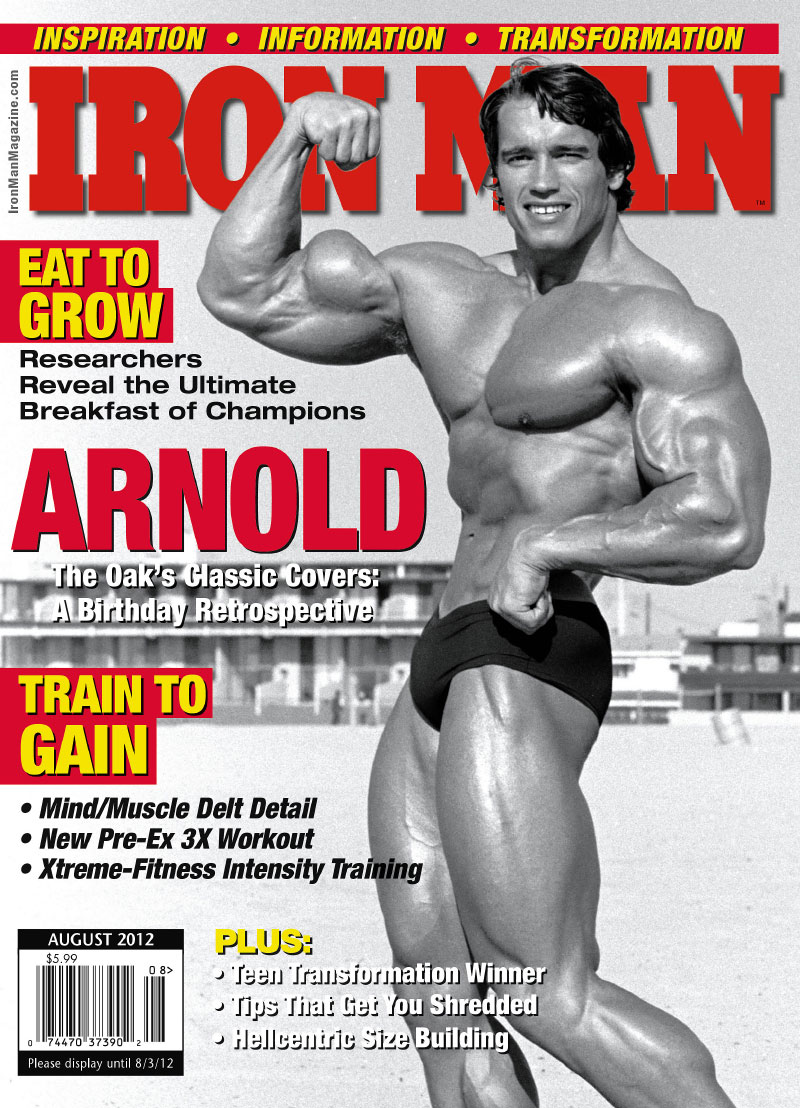 INSPIRATION • INFORMATION • TRANSFORMATION
IronManMagazine.com
IRON MAN
TM
EAT TO
GROW
Researchers
Reveal the Ultimate
Breakfast of Champions
ARNOLD
The Oak's Classic Covers:
A Birthday Retrospective
TRAIN TO
GAIN
• Mind/Muscle Delt Detail
• New Pre-Ex 3X Workout
• Xtreme-Fitness Intensity Training
AUGUST 2012
$5.99
08>
0 74470 37390 2
Please display until 8/3/12
PLUS:
• Teen Transformation Winner
• Tips That Get You Shredded
• Hellcentric Size Building